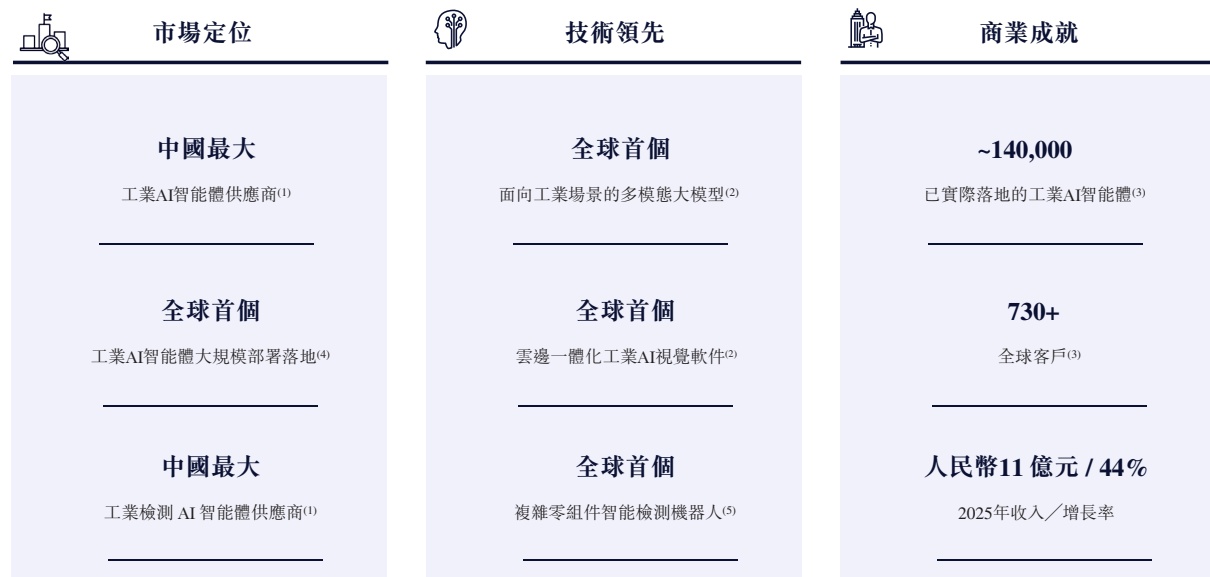 市場定位
中國最大
工業AI智能體供應商(1)
全球首個
工業AI智能體大規模部署落地(4)
中國最大
工業檢測 AI 智能體供應商(1)
技術領先
全球首個
面向工業場景的多模態大模型(2)
全球首個
雲邊一體化工業AI視覺軟件(2)
全球首個
複雜零組件智能檢測機器人(5)
商業成就
~140,000
已實際落地的工業AI智能體(3)
730+
全球客戶(3)
人民幣11 億元 / 44%
2025年收入╱增長率